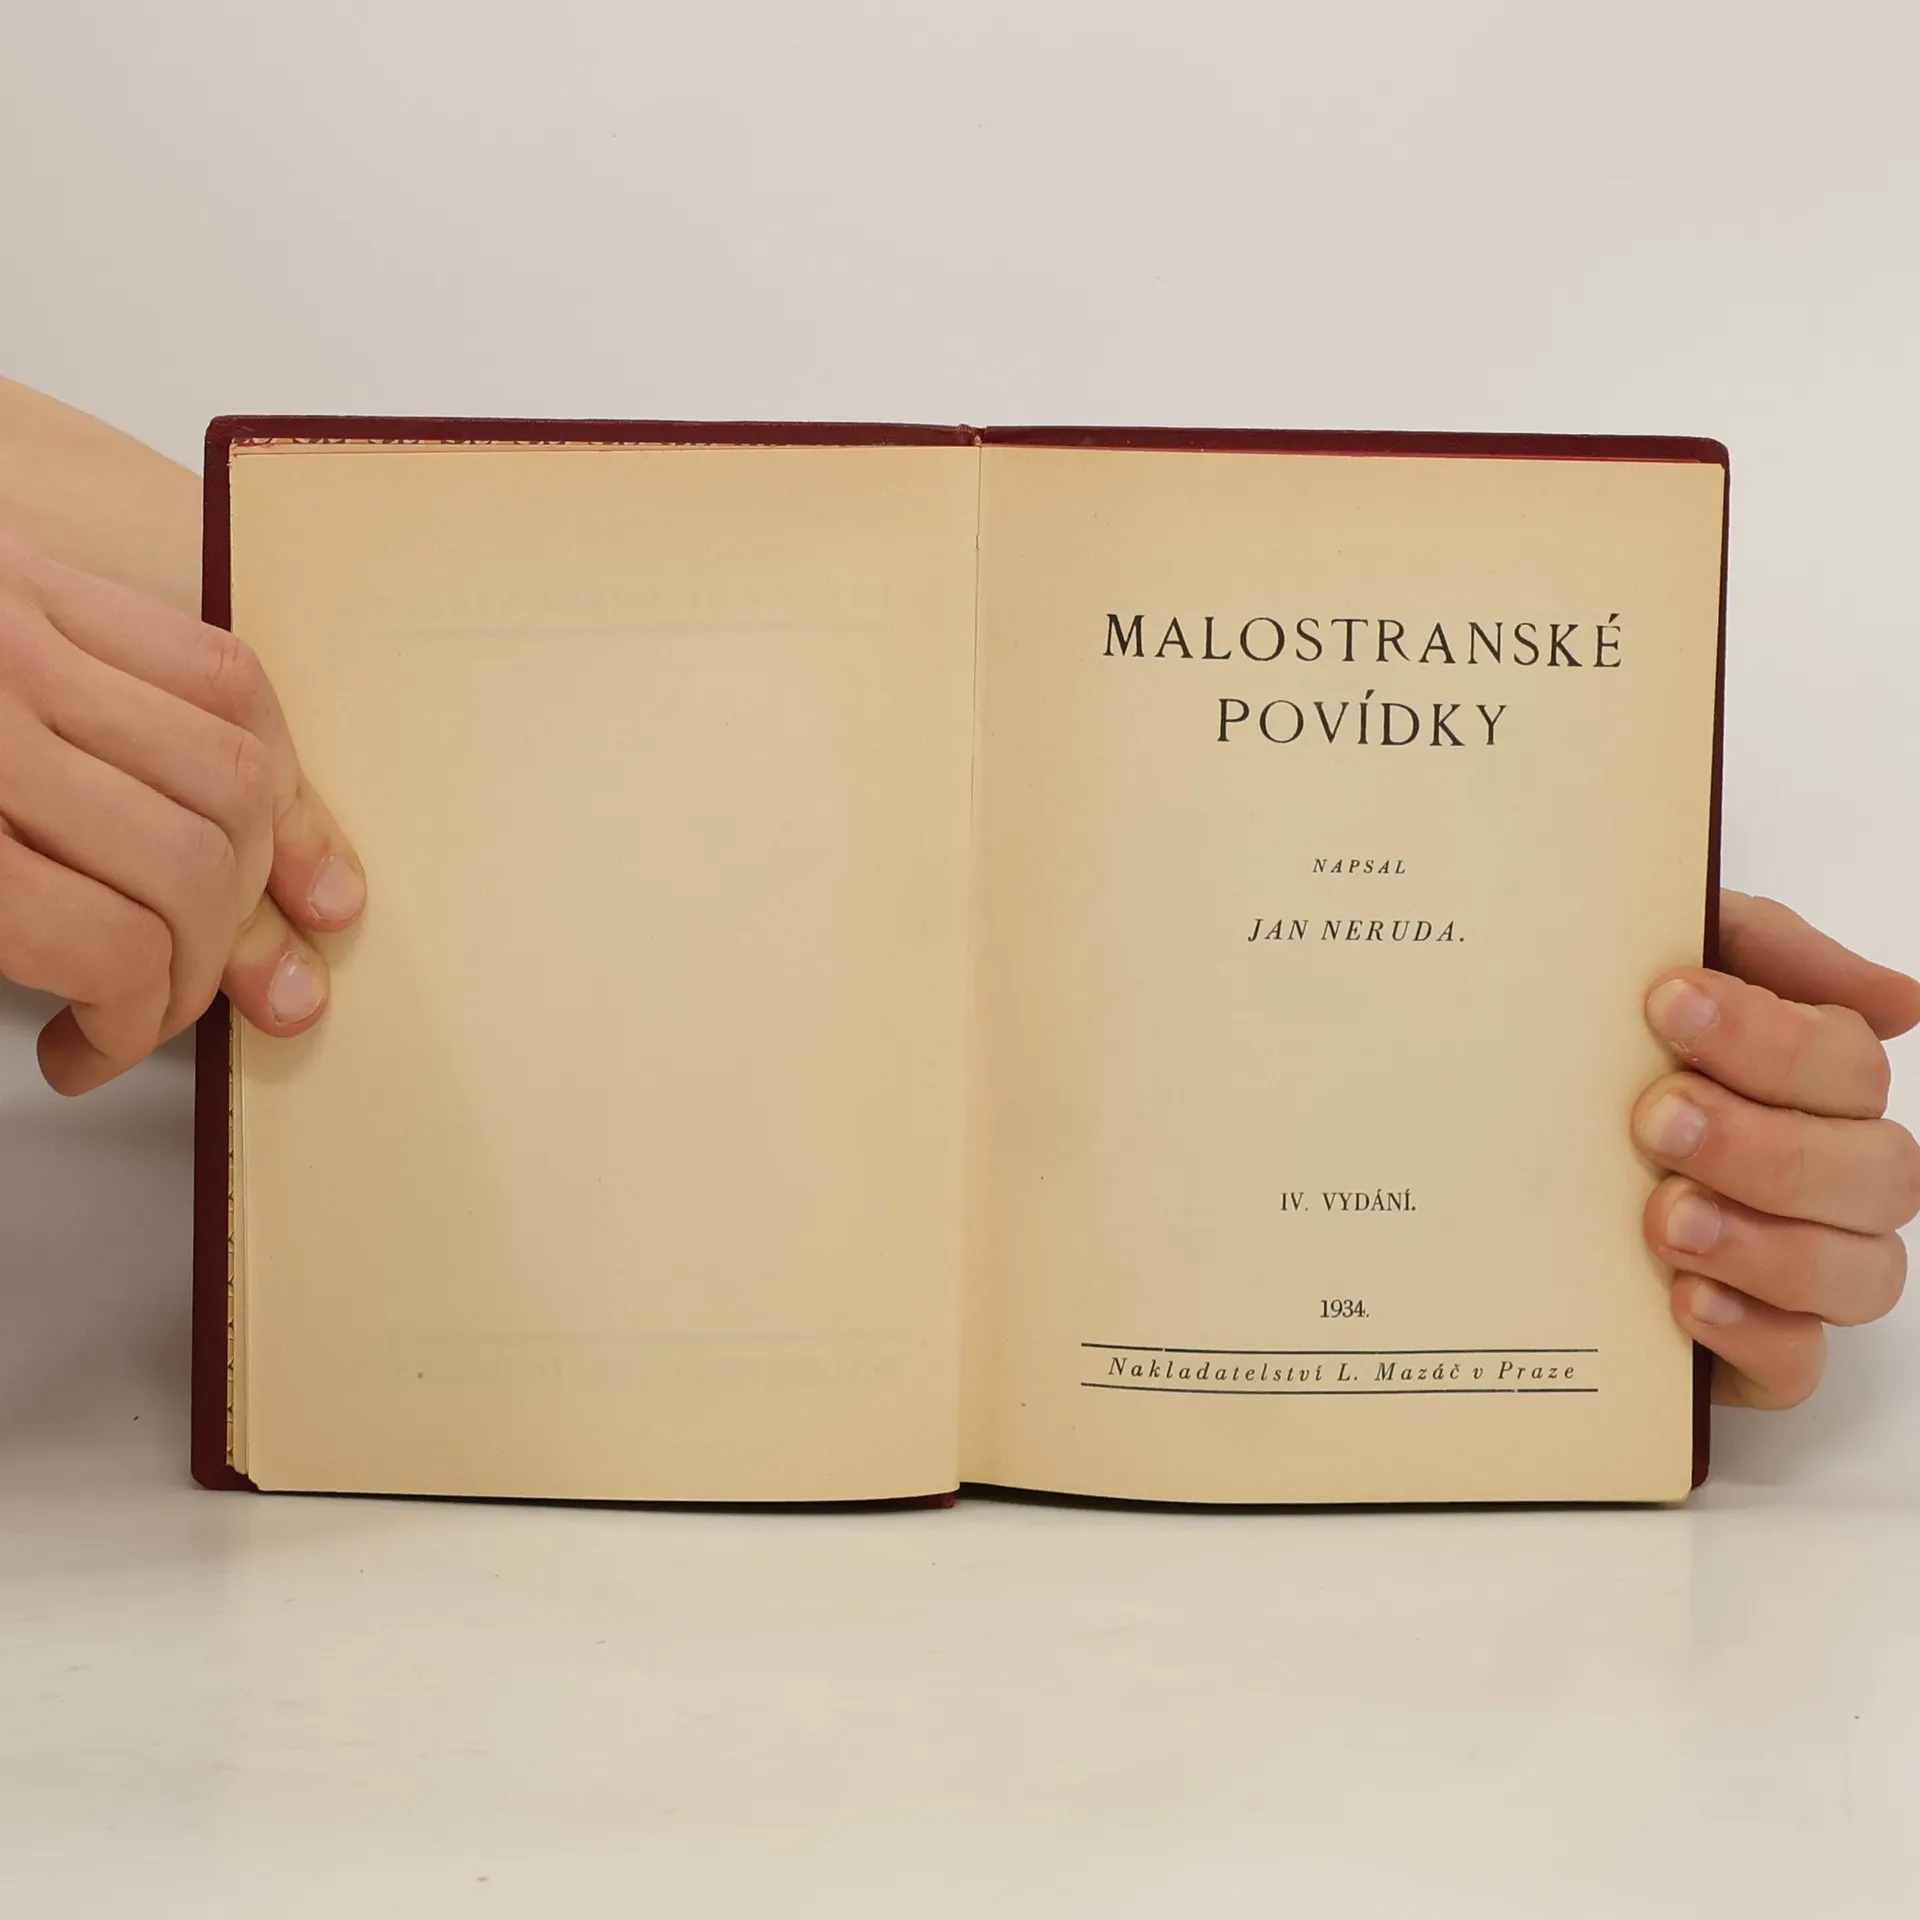 MALOSTRANSKÉ
POVÍDKY
NAPSAL
JAN NERUDA.
IV. VYDÁNÍ.
1934.
Nakladatelství L. Mazáč v Praze